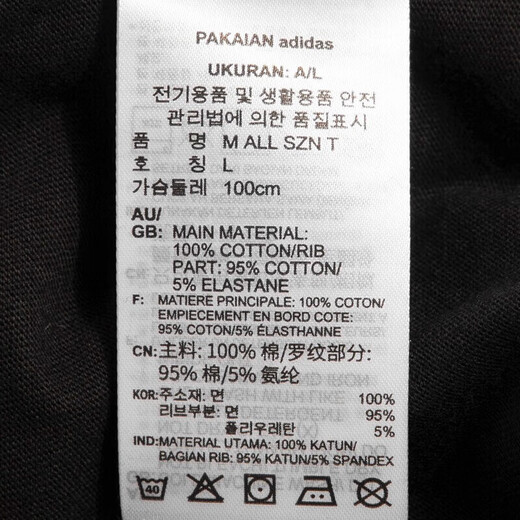 PAKAIAN adidas
UKURAN: A/L
전기용품 및 생활용품 안전
관리법에 의한 품질표시
품 명 M ALL SZN T
호 칭 L
가슴둘레 100cm
AU/
GB: MAIN MATERIAL:
100% COTTON/RIB
PART: 95% COTTON/
5% ELASTANE
F: MATIERE PRINCIPALE: 100% COTON/
EMPIECEMENT EN BORD COTE:
95% COTON/5% ÉLASTHANNE
CN: 主料: 100% 棉/罗纹部分:
95% 棉/5% 氨纶
KOR: 주소재: 면 100%
리브부분: 면 95%
폴리우레탄 5%
IND: MATERIAL UTAMA: 100% KATUN/
BAGIAN RIB: 95% KATUN/5% SPANDEX
40